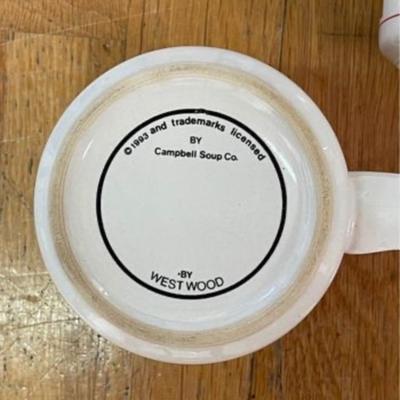 ©1993 and trademarks licensed
BY
Campbell Soup Co.
•BY
WESTWOOD